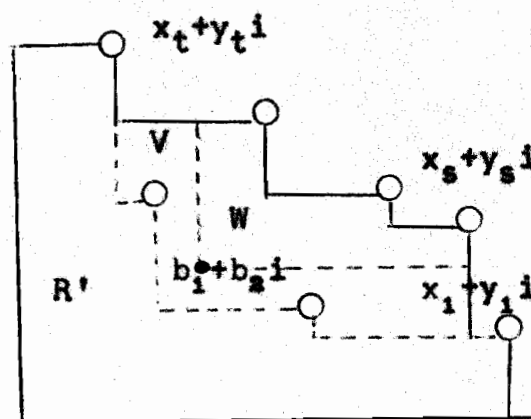 x_t+y_t i
V
x_s+y_s i
W
b_1+b_2 i
R'
x_1+y_1 i